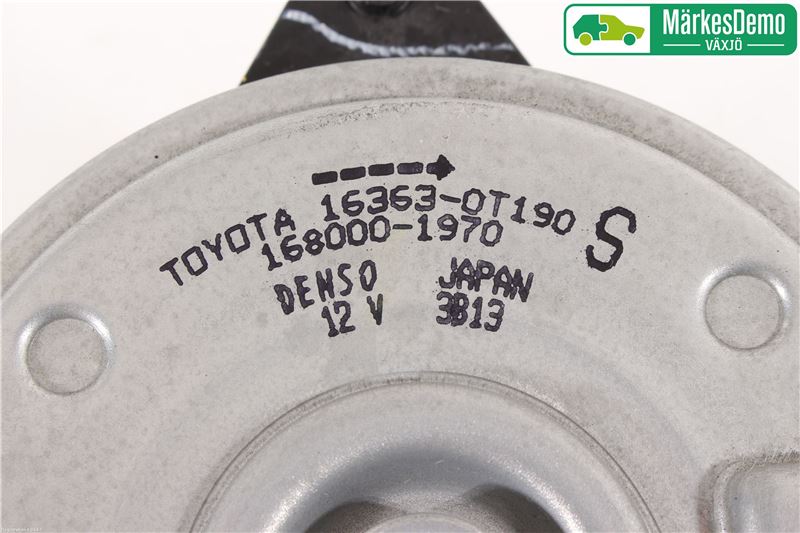 MärkesDemo
VÄXJÖ
TOYOTA 16363-0T190 S
168000-1970
DENSO JAPAN
12 V 3B13